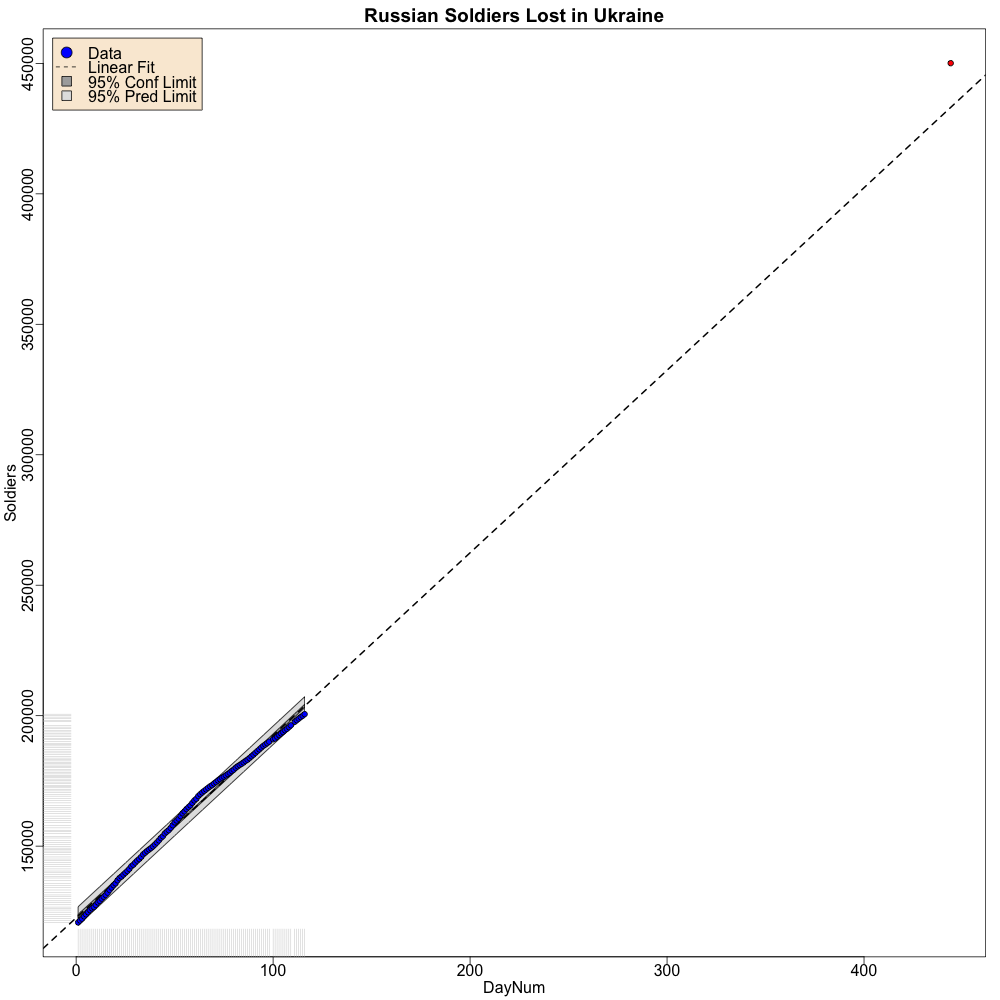 Russian Soldiers Lost in Ukraine
Data
Linear Fit
95% Conf Limit
95% Pred Limit
450000
400000
350000
300000
250000
200000
150000
Soldiers
0 100 200 300 400
DayNum